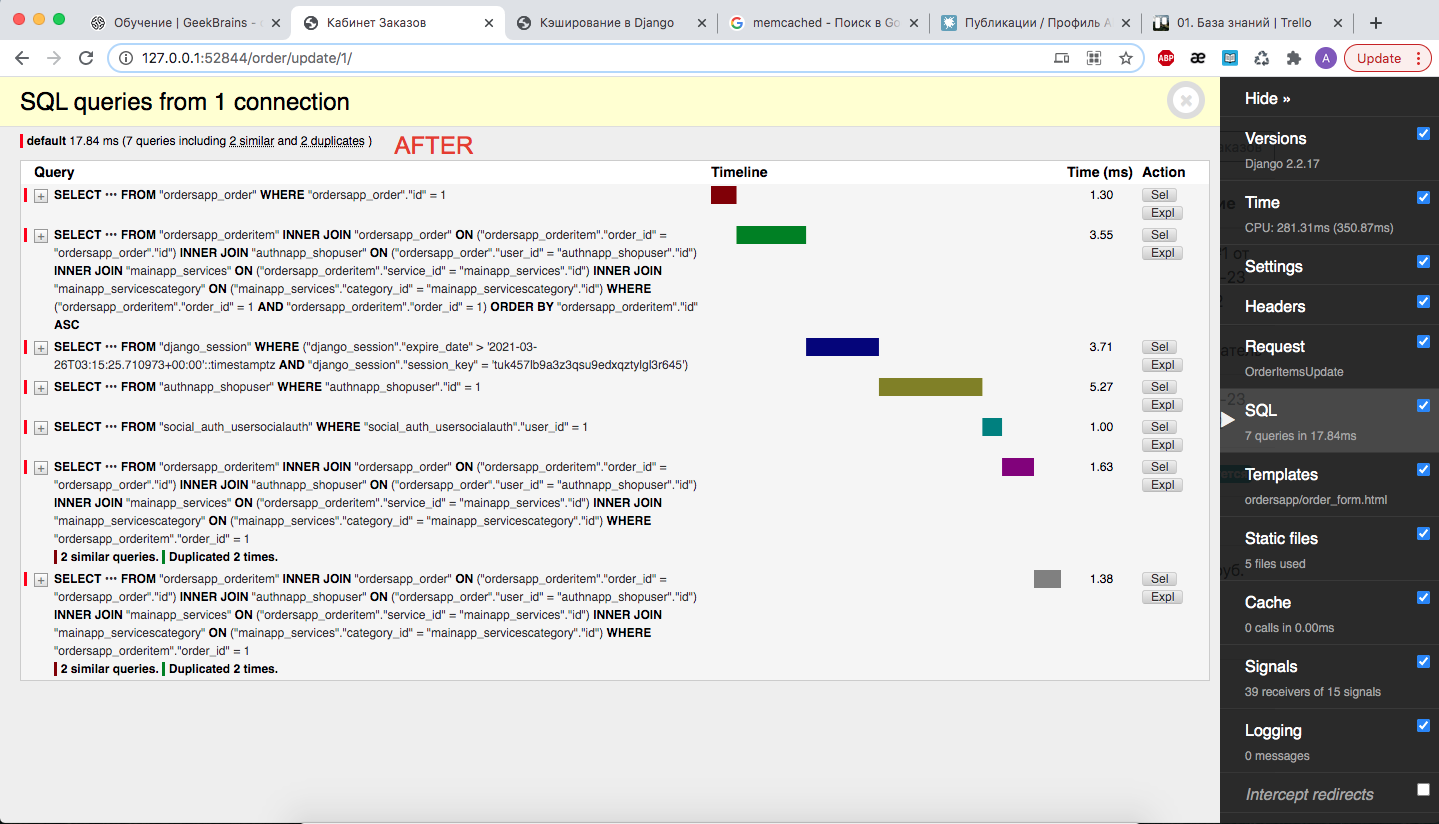 Обучение | GeekBrains -
Кабинет Заказов
Кэширование в Django
memcached - Поиск в Go
Публикации / Профиль A
01. База знаний | Trello
127.0.0.1:52844/order/update/1/
ABP
æ
A
Update
SQL queries from 1 connection
default 17.84 ms (7 queries including 2 similar and 2 duplicates )
AFTER
Query Timeline Time (ms) Action
+ SELECT ••• FROM "ordersapp_order" WHERE "ordersapp_order"."id" = 1 1.30 Sel
Expl
+ SELECT ••• FROM "ordersapp_orderitem" INNER JOIN "ordersapp_order" ON ("ordersapp_orderitem"."order_id" = 3.55 Sel
"ordersapp_order"."id") INNER JOIN "authnapp_shopuser" ON ("ordersapp_order"."user_id" = "authnapp_shopuser"."id") Expl
INNER JOIN "mainapp_services" ON ("ordersapp_orderitem"."service_id" = "mainapp_services"."id") INNER JOIN
"mainapp_servicescategory" ON ("mainapp_services"."category_id" = "mainapp_servicescategory"."id") WHERE
("ordersapp_orderitem"."order_id" = 1 AND "ordersapp_orderitem"."order_id" = 1) ORDER BY "ordersapp_orderitem"."id"
ASC
+ SELECT ••• FROM "django_session" WHERE ("django_session"."expire_date" > '2021-03- 3.71 Sel
26T03:15:25.710973+00:00'::timestamptz AND "django_session"."session_key" = 'tuk457lb9a3z3qsu9edxqztylgl3r645') Expl
+ SELECT ••• FROM "authnapp_shopuser" WHERE "authnapp_shopuser"."id" = 1 5.27 Sel
Expl
+ SELECT ••• FROM "social_auth_usersocialauth" WHERE "social_auth_usersocialauth"."user_id" = 1 1.00 Sel
Expl
+ SELECT ••• FROM "ordersapp_orderitem" INNER JOIN "ordersapp_order" ON ("ordersapp_orderitem"."order_id" = 1.63 Sel
"ordersapp_order"."id") INNER JOIN "authnapp_shopuser" ON ("ordersapp_order"."user_id" = "authnapp_shopuser"."id") Expl
INNER JOIN "mainapp_services" ON ("ordersapp_orderitem"."service_id" = "mainapp_services"."id") INNER JOIN
"mainapp_servicescategory" ON ("mainapp_services"."category_id" = "mainapp_servicescategory"."id") WHERE
"ordersapp_orderitem"."order_id" = 1
2 similar queries. Duplicated 2 times.
+ SELECT ••• FROM "ordersapp_orderitem" INNER JOIN "ordersapp_order" ON ("ordersapp_orderitem"."order_id" = 1.38 Sel
"ordersapp_order"."id") INNER JOIN "authnapp_shopuser" ON ("ordersapp_order"."user_id" = "authnapp_shopuser"."id") Expl
INNER JOIN "mainapp_services" ON ("ordersapp_orderitem"."service_id" = "mainapp_services"."id") INNER JOIN
"mainapp_servicescategory" ON ("mainapp_services"."category_id" = "mainapp_servicescategory"."id") WHERE
"ordersapp_orderitem"."order_id" = 1
2 similar queries. Duplicated 2 times.
Hide »
Versions
Django 2.2.17
Time
CPU: 281.31ms (350.87ms)
Settings
Headers
Request
OrderItemsUpdate
SQL
7 queries in 17.84ms
Templates
ordersapp/order_form.html
Static files
5 files used
Cache
0 calls in 0.00ms
Signals
39 receivers of 15 signals
Logging
0 messages
Intercept redirects